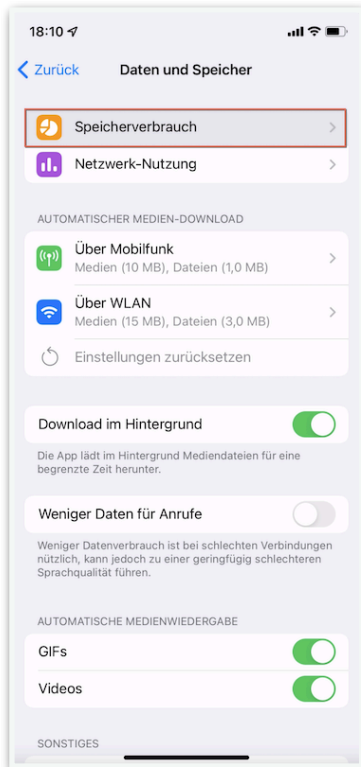 18:10
Zurück
Daten und Speicher
Speicherverbrauch
Netzwerk-Nutzung
AUTOMATISCHER MEDIEN-DOWNLOAD
Über Mobilfunk
Medien (10 MB), Dateien (1,0 MB)
Über WLAN
Medien (15 MB), Dateien (3,0 MB)
Einstellungen zurücksetzen
Download im Hintergrund
Die App lädt im Hintergrund Mediendateien für eine
begrenzte Zeit herunter.
Weniger Daten für Anrufe
Weniger Datenverbrauch ist bei schlechten Verbindungen
nützlich, kann jedoch zu einer geringfügig schlechteren
Sprachqualität führen.
AUTOMATISCHE MEDIENWIEDERGABE
GIFs
Videos
SONSTIGES